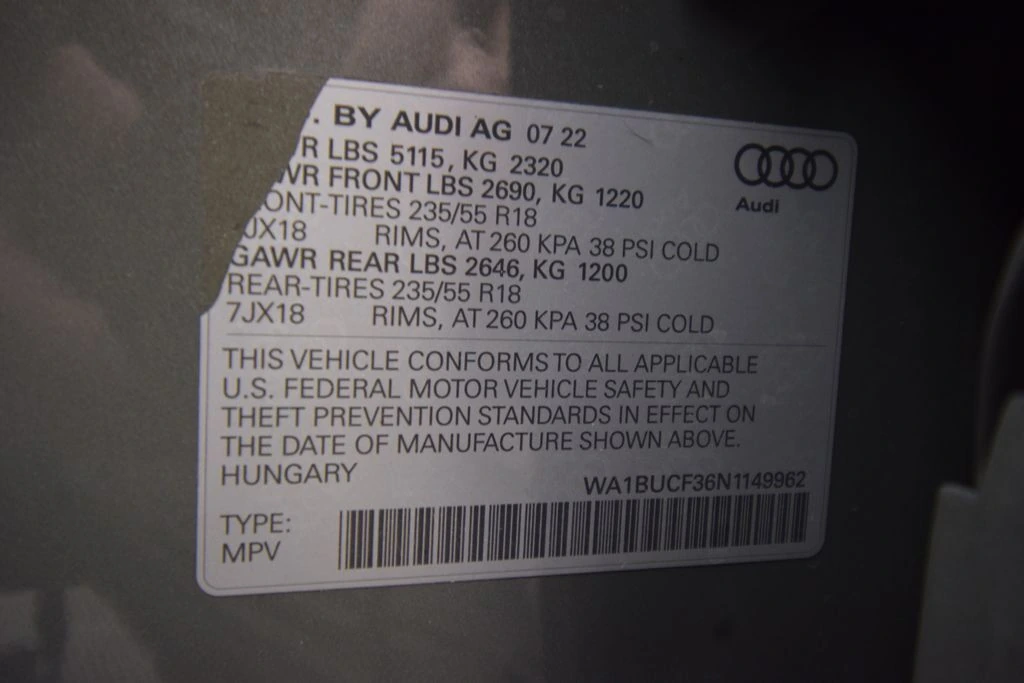 . BY AUDI AG 07 22
R LBS 5115, KG 2320
WR FRONT LBS 2690, KG 1220
ONT-TIRES 235/55 R18
JX18 RIMS, AT 260 KPA 38 PSI COLD
GAWR REAR LBS 2646, KG 1200
REAR-TIRES 235/55 R18
7JX18 RIMS, AT 260 KPA 38 PSI COLD
Audi
THIS VEHICLE CONFORMS TO ALL APPLICABLE
U.S. FEDERAL MOTOR VEHICLE SAFETY AND
THEFT PREVENTION STANDARDS IN EFFECT ON
THE DATE OF MANUFACTURE SHOWN ABOVE.
HUNGARY
WA1BUCF36N1149962
TYPE:
MPV